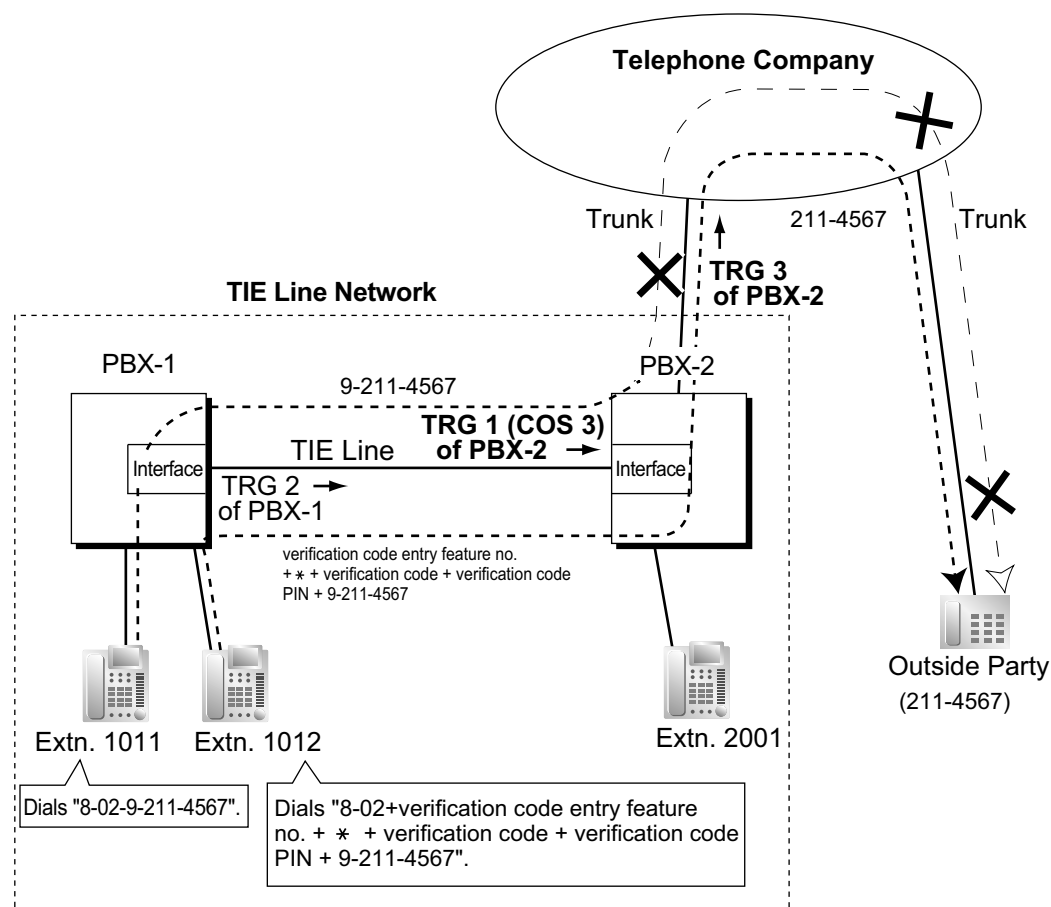 Telephone Company
Trunk
211-4567
Trunk
TRG 3
of PBX-2
TIE Line Network
PBX-1
PBX-2
9-211-4567
TRG 1 (COS 3)
of PBX-2
TIE Line
Interface
Interface
TRG 2
of PBX-1
verification code entry feature no.
+ * + verification code + verification code
PIN + 9-211-4567
Outside Party
(211-4567)
Extn. 1011
Extn. 1012
Extn. 2001
Dials "8-02-9-211-4567".
Dials "8-02+verification code entry feature
no. + * + verification code + verification code
PIN + 9-211-4567".